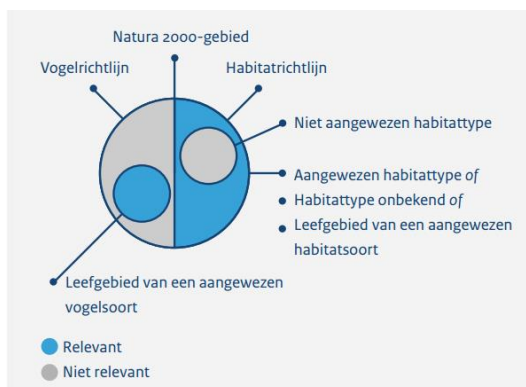 Natura 2000-gebied
Vogelrichtlijn
Habitatrichtlijn
Niet aangewezen habitattype
Aangewezen habitattype of
Habitattype onbekend of
Leefgebied van een aangewezen
habitatsoort
Leefgebied van een aangewezen
vogelsoort
Relevant
Niet relevant